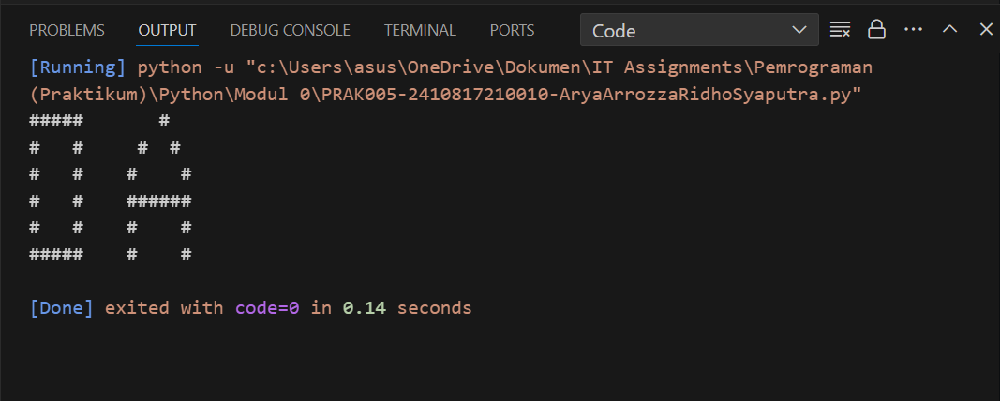 PROBLEMS OUTPUT DEBUG CONSOLE TERMINAL PORTS Code
[Running] python -u "c:\Users\asus\OneDrive\Dokumen\IT Assignments\Pemrograman
(Praktikum)\Python\Modul 0\PRAK005-2410817210010-AryaArrozzaRidhoSyaputra.py"
#####       #
#   #     #  #
#   #    #    #
#   #    ######
#   #    #    #
#####    #    #
[Done] exited with code=0 in 0.14 seconds